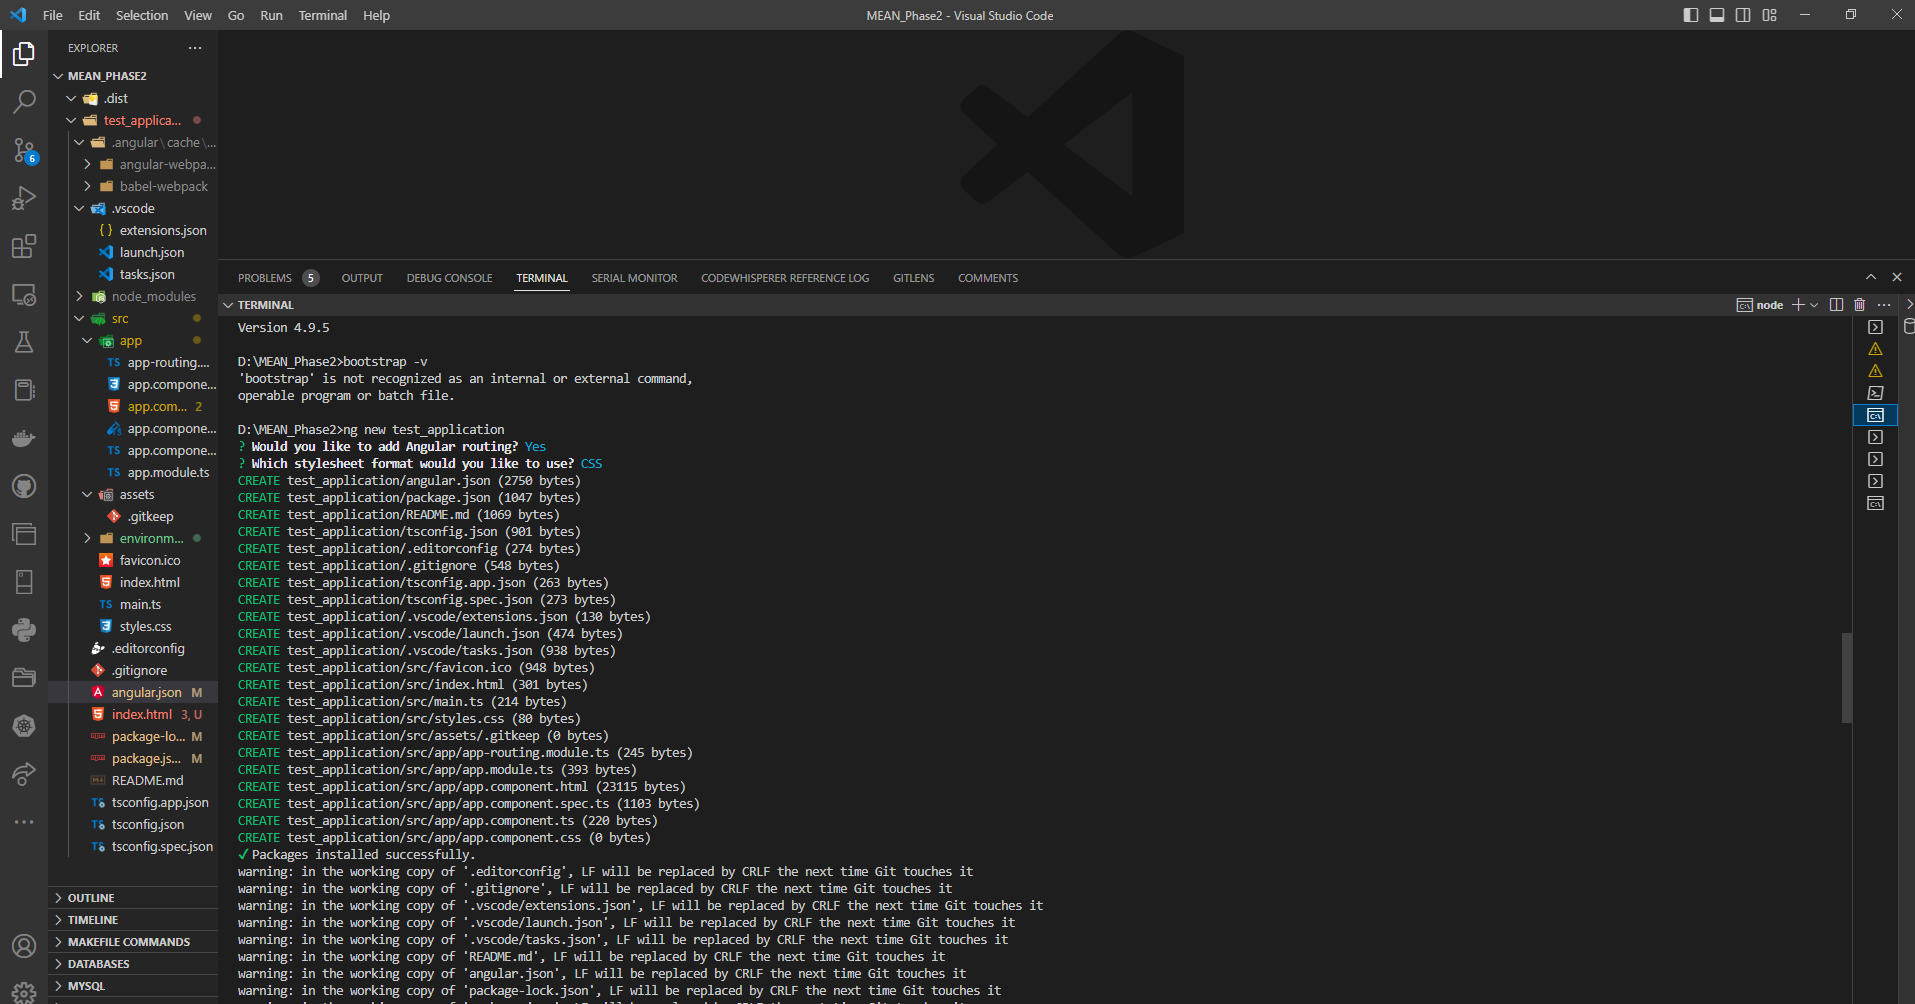 File Edit Selection View Go Run Terminal Help
MEAN_Phase2 - Visual Studio Code
EXPLORER
MEAN_PHASE2
.dist
test_applica...
.angular\cache\...
angular-webpa...
babel-webpack
.vscode
extensions.json
launch.json
tasks.json
node_modules
src
app
TS app-routing....
app.compone...
app.com... 2
app.compone...
TS app.compone...
TS app.module.ts
assets
.gitkeep
environm...
favicon.ico
index.html
TS main.ts
styles.css
.editorconfig
.gitignore
angular.json M
index.html 3, U
package-lo... M
package.js... M
README.md
TS tsconfig.app.json
TS tsconfig.json
TS tsconfig.spec.json
OUTLINE
TIMELINE
MAKEFILE COMMANDS
DATABASES
MYSQL
6
PROBLEMS 5 OUTPUT DEBUG CONSOLE TERMINAL SERIAL MONITOR CODEWHISPERER REFERENCE LOG GITLENS COMMENTS
TERMINAL
node
Version 4.9.5
D:\MEAN_Phase2>bootstrap -v
'bootstrap' is not recognized as an internal or external command,
operable program or batch file.
D:\MEAN_Phase2>ng new test_application
? Would you like to add Angular routing? Yes
? Which stylesheet format would you like to use? CSS
CREATE test_application/angular.json (2750 bytes)
CREATE test_application/package.json (1047 bytes)
CREATE test_application/README.md (1069 bytes)
CREATE test_application/tsconfig.json (901 bytes)
CREATE test_application/.editorconfig (274 bytes)
CREATE test_application/.gitignore (548 bytes)
CREATE test_application/tsconfig.app.json (263 bytes)
CREATE test_application/tsconfig.spec.json (273 bytes)
CREATE test_application/.vscode/extensions.json (130 bytes)
CREATE test_application/.vscode/launch.json (474 bytes)
CREATE test_application/.vscode/tasks.json (938 bytes)
CREATE test_application/src/favicon.ico (948 bytes)
CREATE test_application/src/index.html (301 bytes)
CREATE test_application/src/main.ts (214 bytes)
CREATE test_application/src/styles.css (80 bytes)
CREATE test_application/src/assets/.gitkeep (0 bytes)
CREATE test_application/src/app/app-routing.module.ts (245 bytes)
CREATE test_application/src/app/app.module.ts (393 bytes)
CREATE test_application/src/app/app.component.html (23115 bytes)
CREATE test_application/src/app/app.component.spec.ts (1103 bytes)
CREATE test_application/src/app/app.component.ts (220 bytes)
CREATE test_application/src/app/app.component.css (0 bytes)
✔ Packages installed successfully.
warning: in the working copy of '.editorconfig', LF will be replaced by CRLF the next time Git touches it
warning: in the working copy of '.gitignore', LF will be replaced by CRLF the next time Git touches it
warning: in the working copy of '.vscode/extensions.json', LF will be replaced by CRLF the next time Git touches it
warning: in the working copy of '.vscode/launch.json', LF will be replaced by CRLF the next time Git touches it
warning: in the working copy of '.vscode/tasks.json', LF will be replaced by CRLF the next time Git touches it
warning: in the working copy of 'README.md', LF will be replaced by CRLF the next time Git touches it
warning: in the working copy of 'angular.json', LF will be replaced by CRLF the next time Git touches it
warning: in the working copy of 'package-lock.json', LF will be replaced by CRLF the next time Git touches it